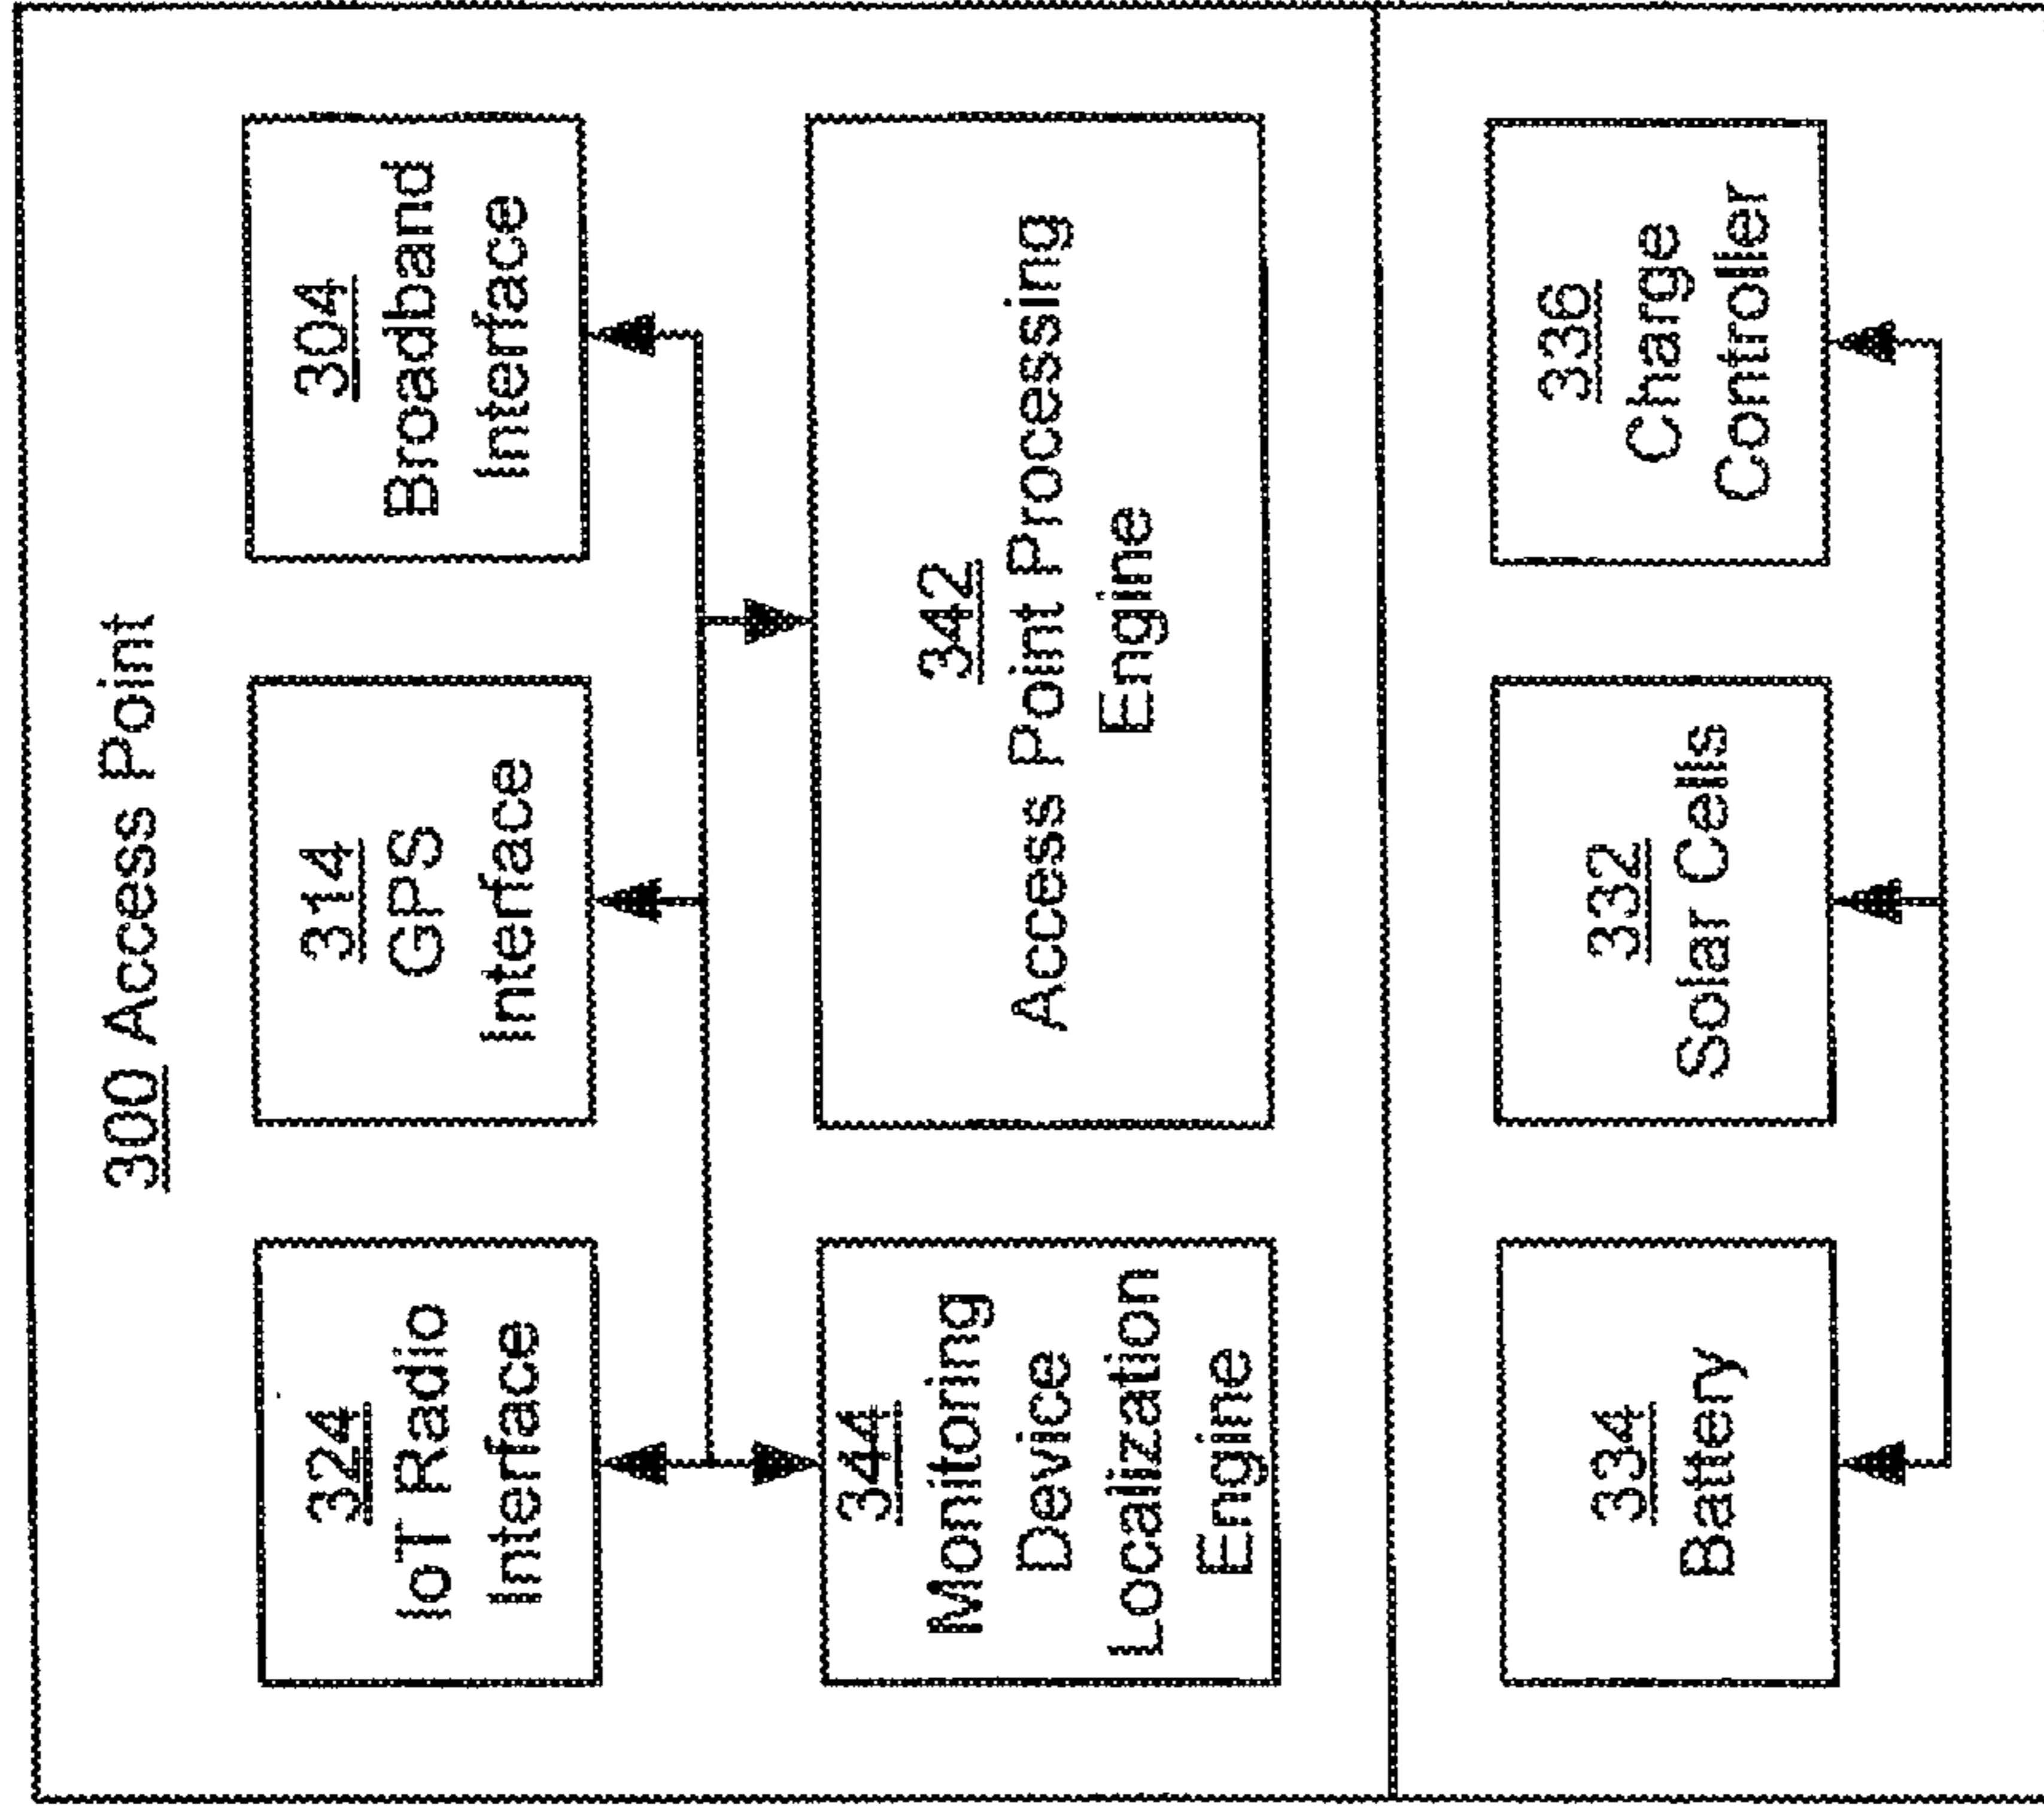 300 Access Point
324
IoT Radio
Interface
314
GPS
Interface
304
Broadband
Interface
344
Monitoring
Device
Localization
Engine
342
Access Point Processing
Engine
334
Battery
332
Solar Cells
336
Charge
Controller